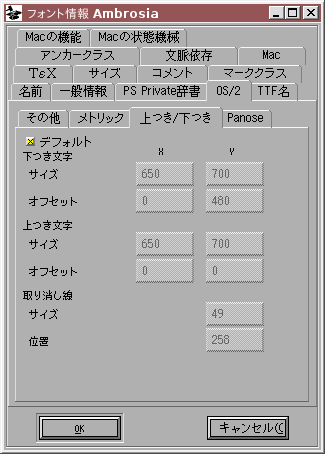 フォント情報 Ambrosia
Macの機能 Macの状態機械
アンカークラス 文脈依存 Mac
ΤεΧ サイズ コメント マーククラス
名前 一般情報 PS Private辞書 OS/2 TTF名
その他 メトリック 上つき/下つき Panose
デフォルト
下つき文字 X Y
サイズ 650 700
オフセット 0 480
上つき文字
サイズ 650 700
オフセット 0 0
取り消し線
サイズ 49
位置 258
OK キャンセル(C